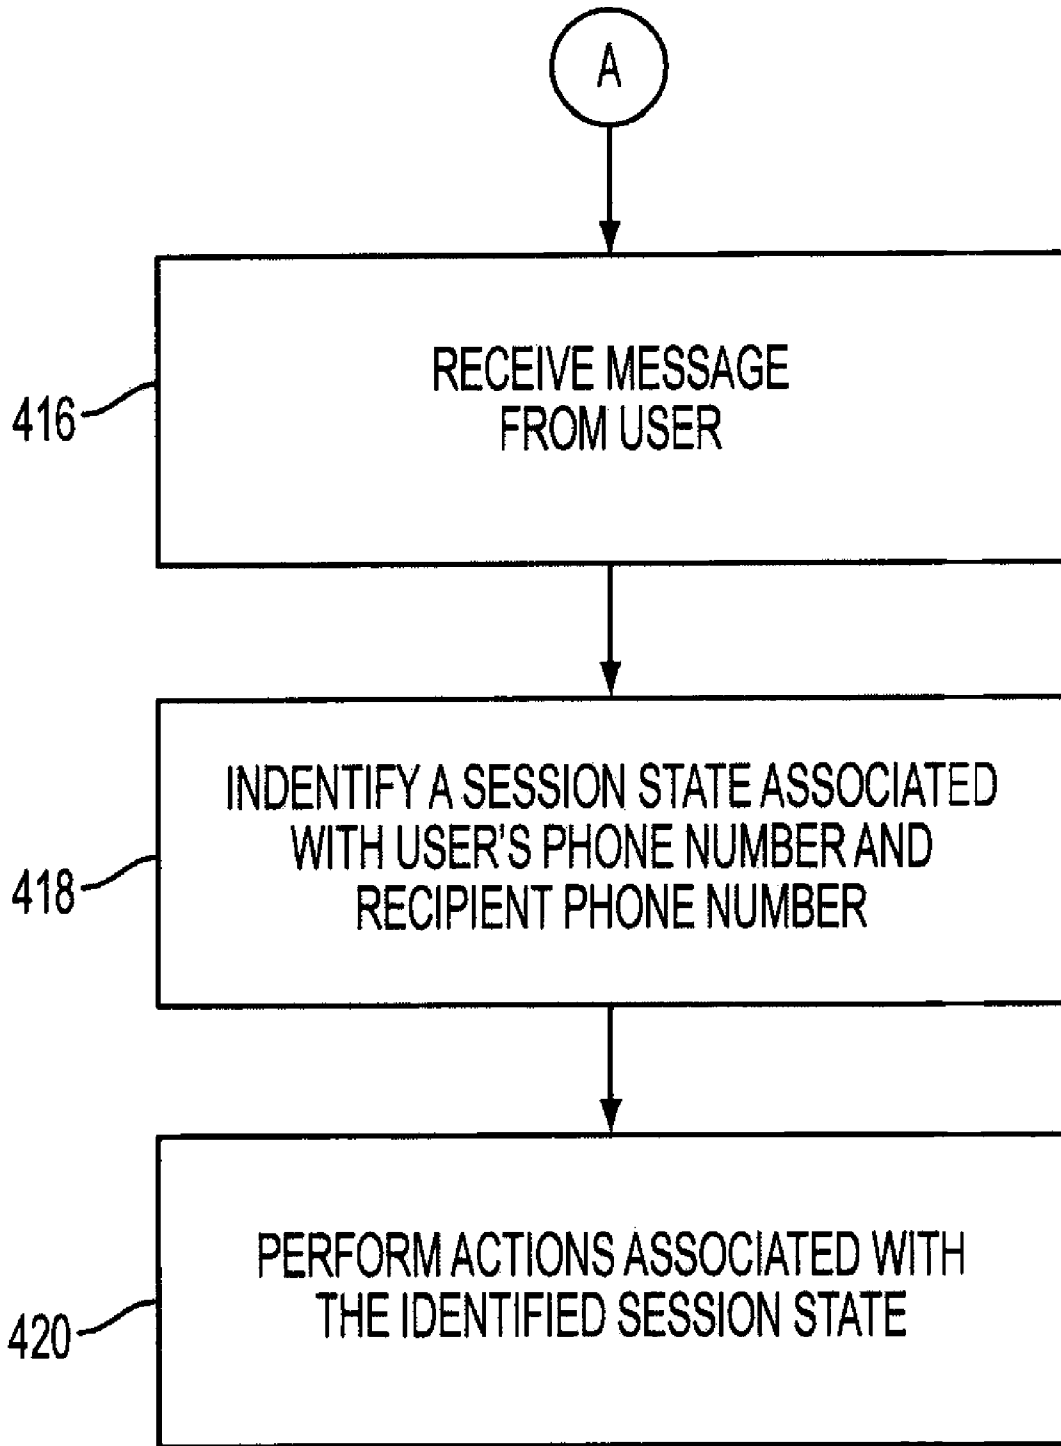 A
RECEIVE MESSAGE
FROM USER
416
INDENTIFY A SESSION STATE ASSOCIATED
WITH USER'S PHONE NUMBER AND
RECIPIENT PHONE NUMBER
418
PERFORM ACTIONS ASSOCIATED WITH
THE IDENTIFIED SESSION STATE
420